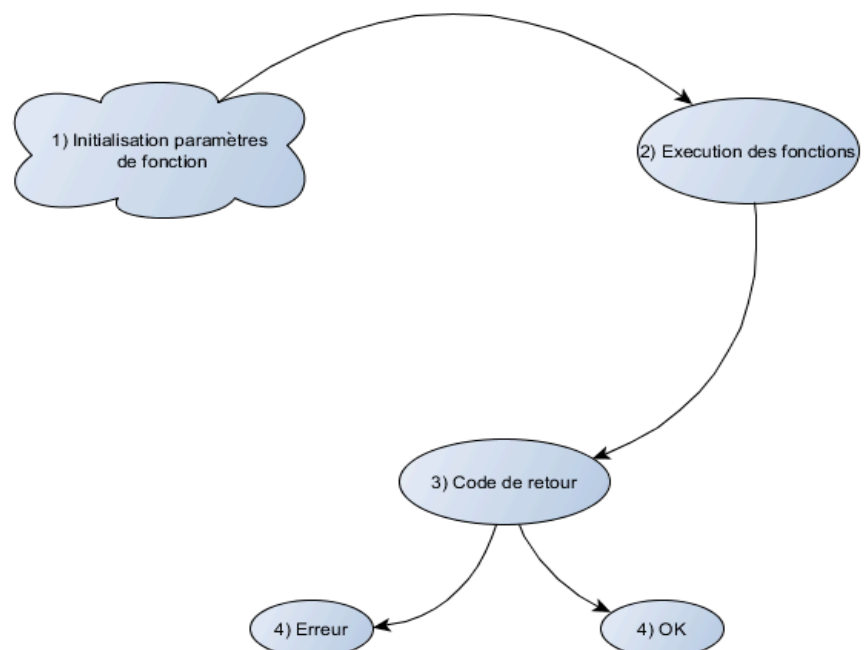 1) Initialisation paramètres
de fonction
2) Execution des fonctions
3) Code de retour
4) Erreur
4) OK